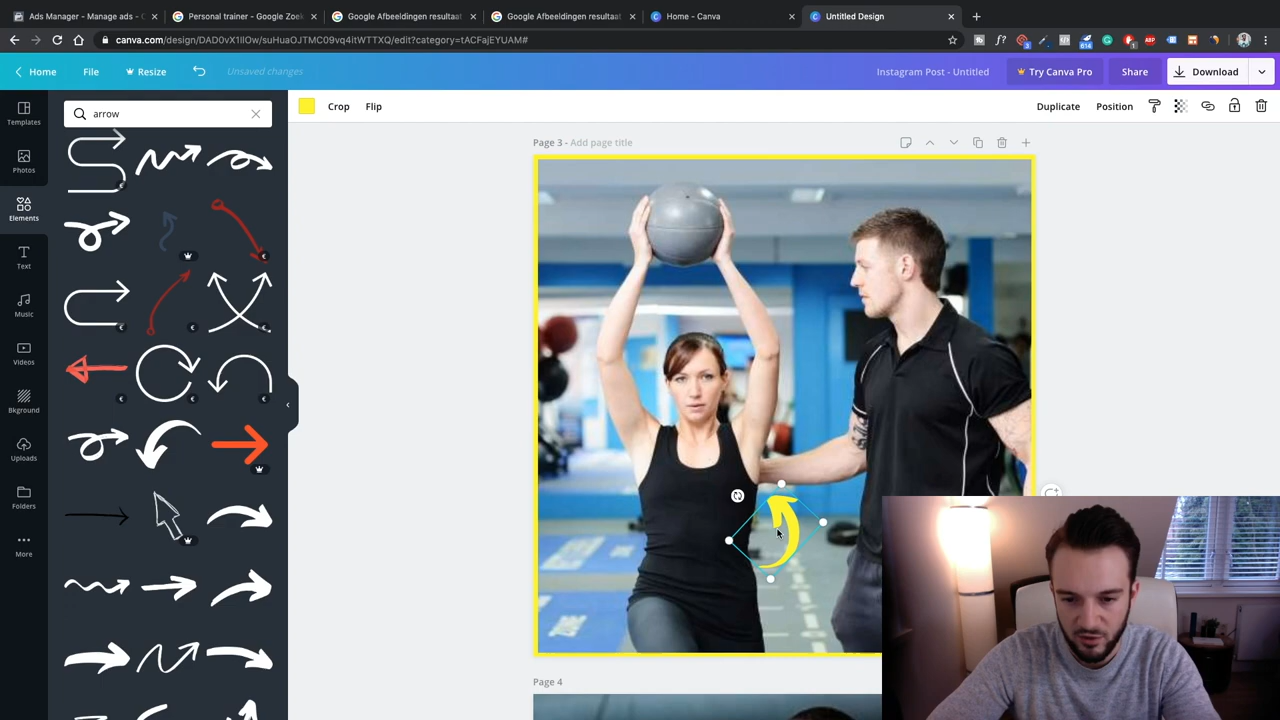 Ads Manager - Manage ads - C
Personal trainer - Google Zoek
Google Afbeeldingen resultaat
Google Afbeeldingen resultaat
Home - Canva
Untitled Design
canva.com/design/DAD0vX1lIOw/suHuaOJTMC09vq4itWTTXQ/edit?category=tACFajEYUAM#
Home
File
Resize
Unsaved changes
Instagram Post - Untitled
Try Canva Pro
Share
Download
arrow
Crop
Flip
Duplicate
Position
Templates
Photos
Elements
Text
Music
Videos
Bkground
Uploads
Folders
More
Page 3 - Add page title
Page 4